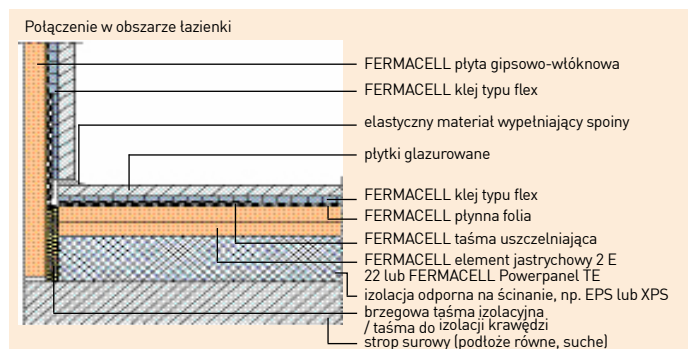 Połączenie w obszarze łazienki
FERMACELL płyta gipsowo-włóknowa
FERMACELL klej typu flex
elastyczny materiał wypełniający spoiny
płytki glazurowane
FERMACELL klej typu flex
FERMACELL płynna folia
FERMACELL taśma uszczelniająca
FERMACELL element jastrychowy 2 E
22 lub FERMACELL Powerpanel TE
izolacja odporna na ścinanie, np. EPS lub XPS
brzegowa taśma izolacyjna
/ taśma do izolacji krawędzi
strop surowy (podłoże równe, suche)